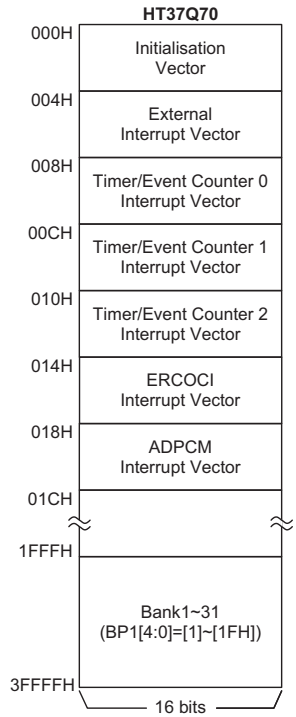 HT37Q70
000H
Initialisation
Vector
004H
External
Interrupt Vector
008H
Timer/Event Counter 0
Interrupt Vector
00CH
Timer/Event Counter 1
Interrupt Vector
010H
Timer/Event Counter 2
Interrupt Vector
014H
ERCOCI
Interrupt Vector
018H
ADPCM
Interrupt Vector
01CH
1FFFH
Bank1~31
(BP1[4:0]=[1]~[1FH])
3FFFFH
16 bits